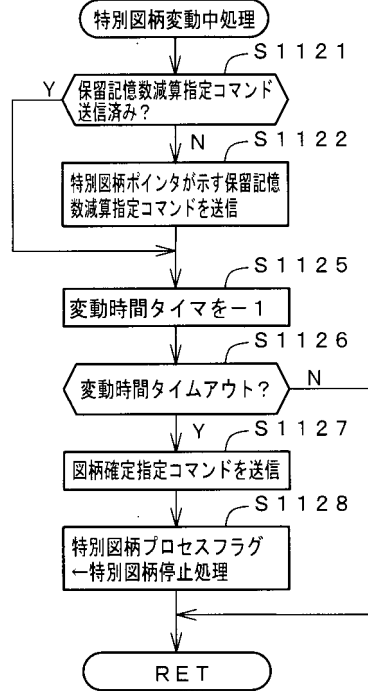 特別図柄変動中処理
S1121
Y
保留記憶数減算指定コマンド
送信済み?
N
S1122
特別図柄ポインタが示す保留記憶
数減算指定コマンドを送信
S1125
変動時間タイマを-1
S1126
変動時間タイムアウト?
N
Y
S1127
図柄確定指定コマンドを送信
S1128
特別図柄プロセスフラグ
←特別図柄停止処理
RET